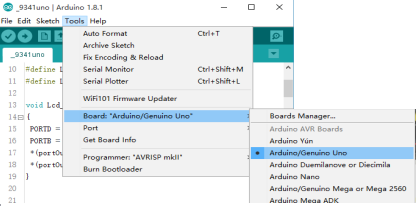 _9341uno | Arduino 1.8.1
File Edit Sketch Tools Help
_9341uno
Auto Format Ctrl+T
Archive Sketch
Fix Encoding & Reload
Serial Monitor Ctrl+Shift+M
Serial Plotter Ctrl+Shift+L
WiFi101 Firmware Updater
Board: "Arduino/Genuino Uno"
Port
Get Board Info
Programmer: "AVRISP mkII"
Burn Bootloader
Boards Manager...
Arduino AVR Boards
Arduino Yún
Arduino/Genuino Uno
Arduino Duemilanove or Diecimila
Arduino Nano
Arduino/Genuino Mega or Mega 2560
Arduino Mega ADK
10 #define
11 #define
12
13 void Lcd_
14 {
15 PORTD =
16 PORTB =
17 *(portOu
18 *(portOu
19 }
20
21